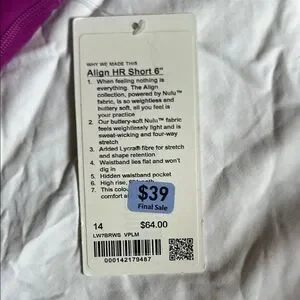 WHY WE MADE THIS
Align HR Short 6"
1. When feeling nothing is
everything. The Align
collection, powered by Nulu™
fabric, is so weightless and
buttery soft, all you feel is
your practice
2. Our buttery-soft Nulu™ fabric
feels weightlessly light and is
sweat-wicking and four-way
stretch
3. Added Lycra® fibre for stretch
and shape retention
4. Waistband lies flat and won't
dig in
5. Hidden waistband pocket
6. High rise,
7. This
comfort
$39
Final Sale
14 $64.00
LW7BRWS VPLM
000142179487